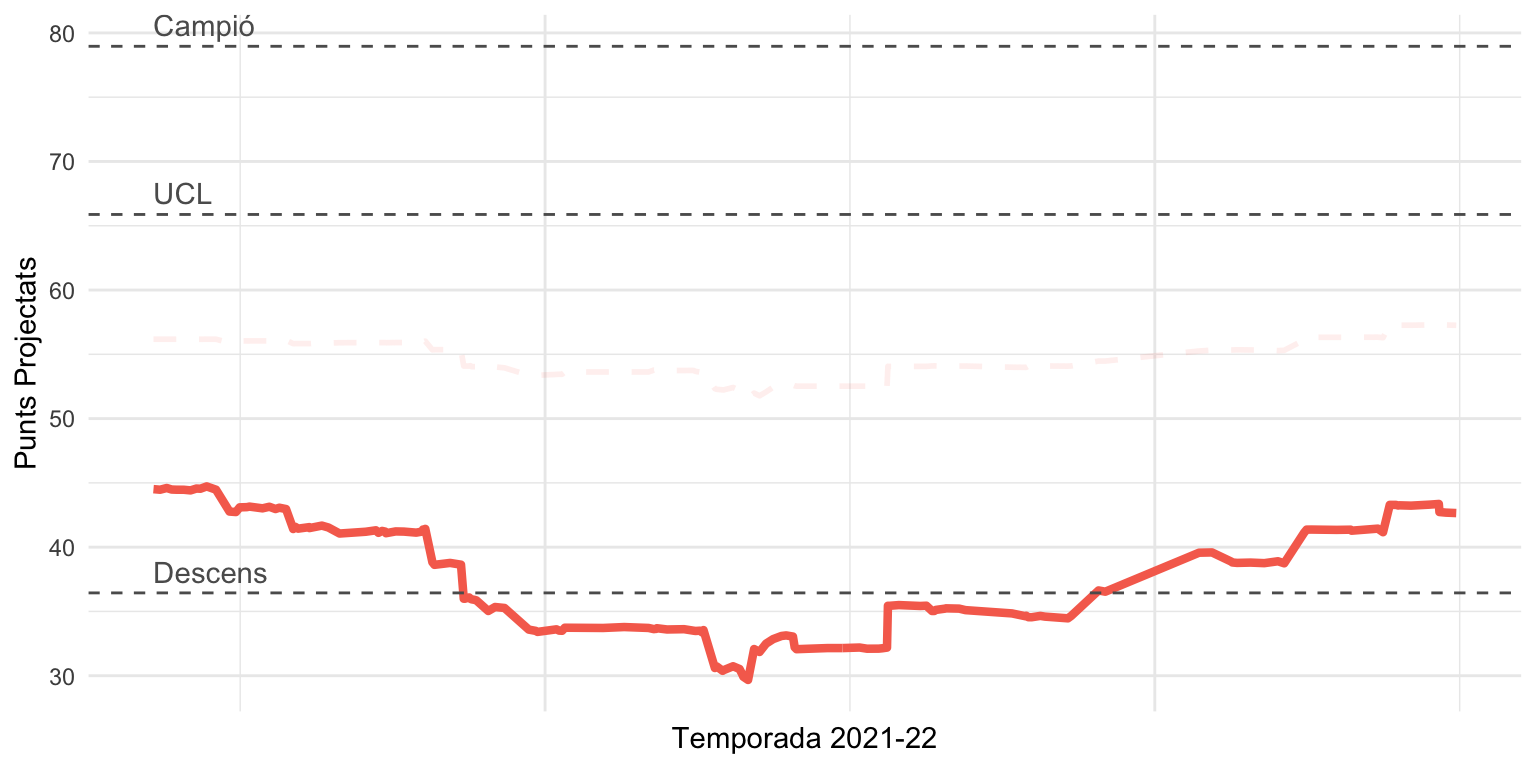 Campió
80
70
UCL
60
50
40
Descens
30
Punts Projectats
Temporada 2021-22